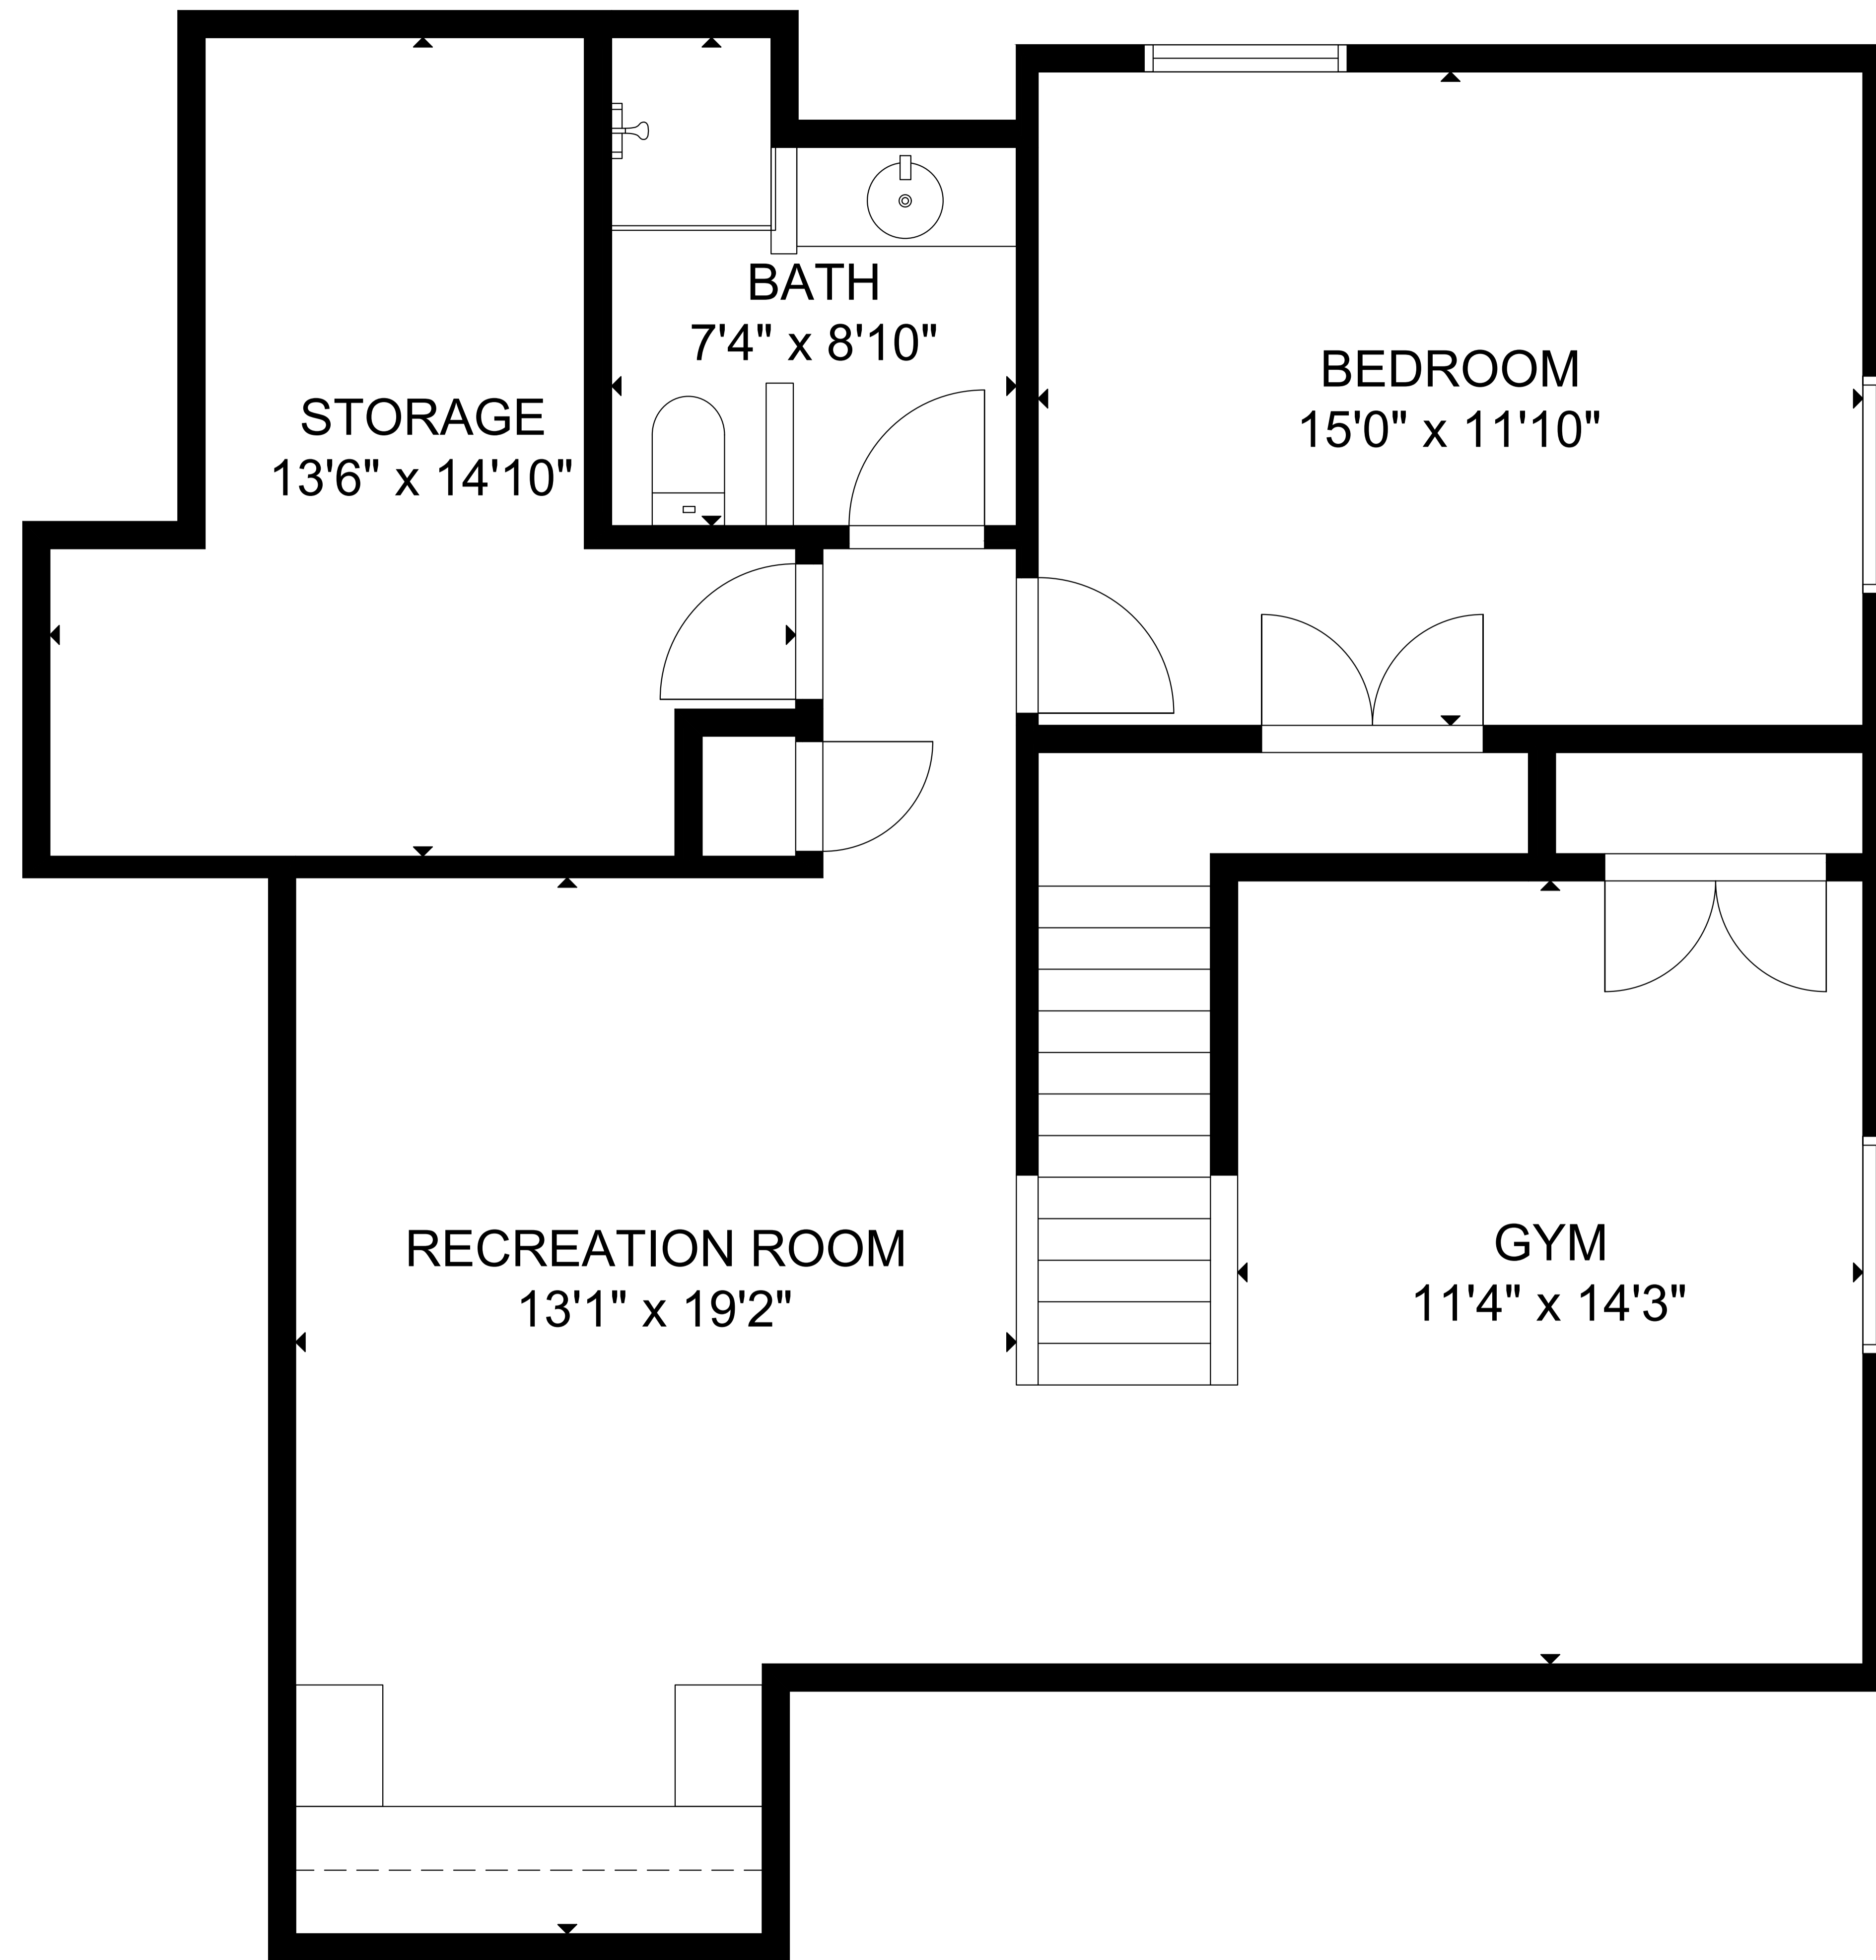 BATH
7'4" x 8'10"
BEDROOM
15'0" x 11'10"
STORAGE
13'6" x 14'10"
RECREATION ROOM
13'1" x 19'2"
GYM
11'4" x 14'3"